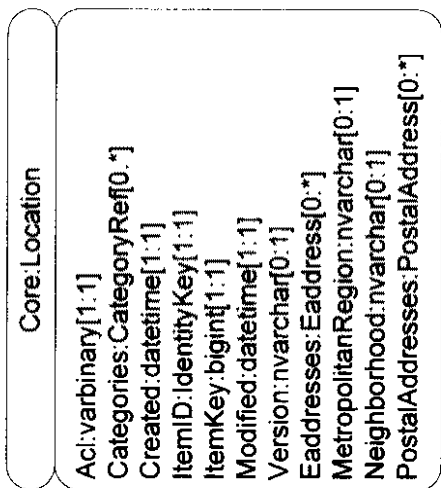 Core:Location
Acl:varbinary[1:1]
Categories:CategoryRef[0.*]
Created:datetime[1:1]
ItemID:IdentityKey[1:1]
ItemKey:bigint[1:1]
Modified:datetime[1:1]
Version:nvarchar[0:1]
Eaddresses:Eaddress[0:*]
MetropolitanRegion:nvarchar[0:1]
Neighborhood:nvarchar[0:1]
PostalAddresses:PostalAddress[0:*]